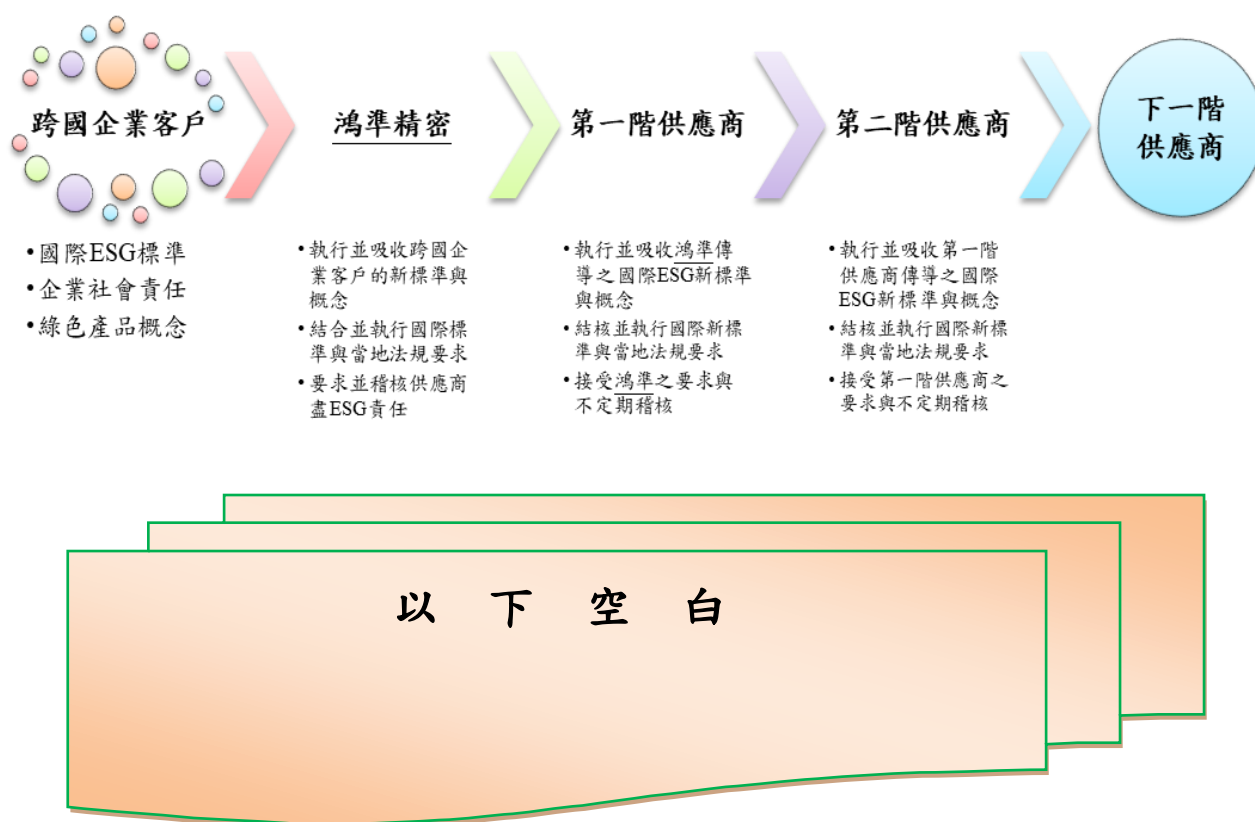 跨國企業客戶
鴻準精密
第一階供應商
第二階供應商
下一階
供應商
•國際ESG標準
•企業社會責任
•綠色產品概念
•執行並吸收跨國企
業客戶的新標準與
概念
•結合並執行國際標
準與當地法規要求
•要求並稽核供應商
盡ESG責任
•執行並吸收鴻準傳
導之國際ESG新標準
與概念
•結核並執行國際新標
準與當地法規要求
•接受鴻準之要求與
不定期稽核
•執行並吸收第一階
供應商傳導之國際
ESG新標準與概念
•結核並執行國際新標
準與當地法規要求
•接受第一階供應商之
要求與不定期稽核
以下空白